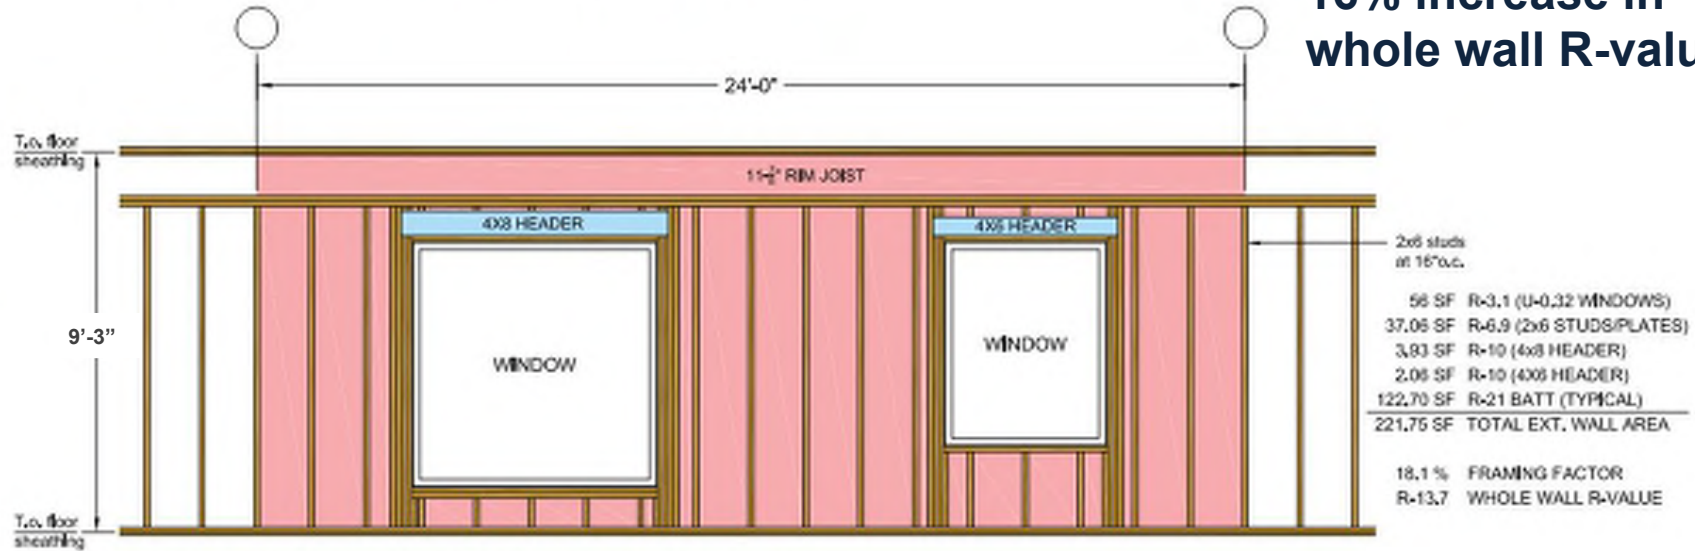 increase in
whole wall R-valu
24'-0"
T.o. floor
sheathing
RIM JOIST
4X8 HEADER
4X6 HEADER
2x6 studs
at 16"o.c.
9'-3"
WINDOW
WINDOW
56 SF R-3.1 (U-0.32 WINDOWS)
37.06 SF R-6.9 (2x6 STUDS/PLATES)
3.93 SF R-10 (4x8 HEADER)
2.06 SF R-10 (4X6 HEADER)
122.70 SF R-21 BATT (TYPICAL)
221.75 SF TOTAL EXT. WALL AREA
18.1 % FRAMING FACTOR
R-13.7 WHOLE WALL R-VALUE
T.o. floor
sheathing